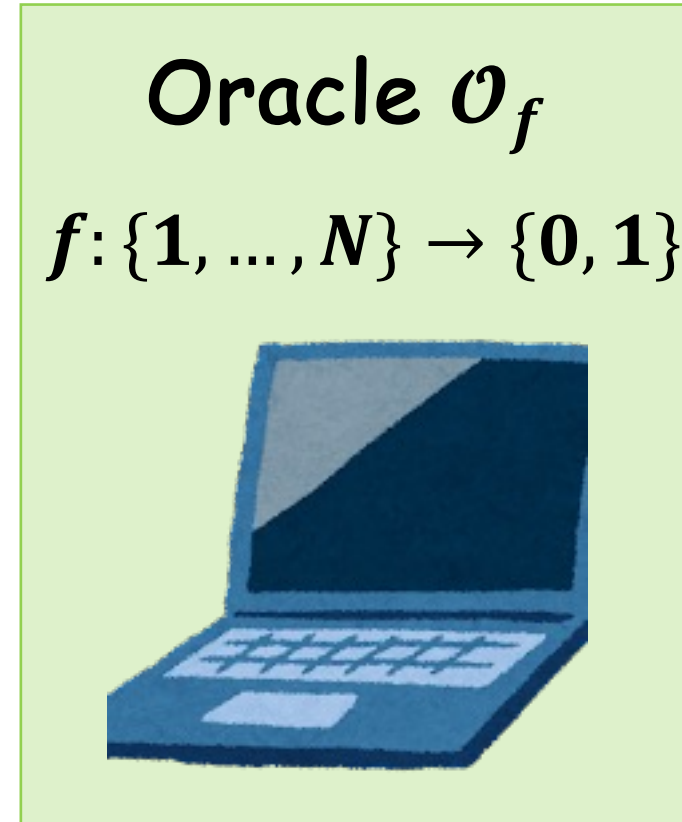 Oracle 𝓞_f
f: {1, … , N} → {0, 1}